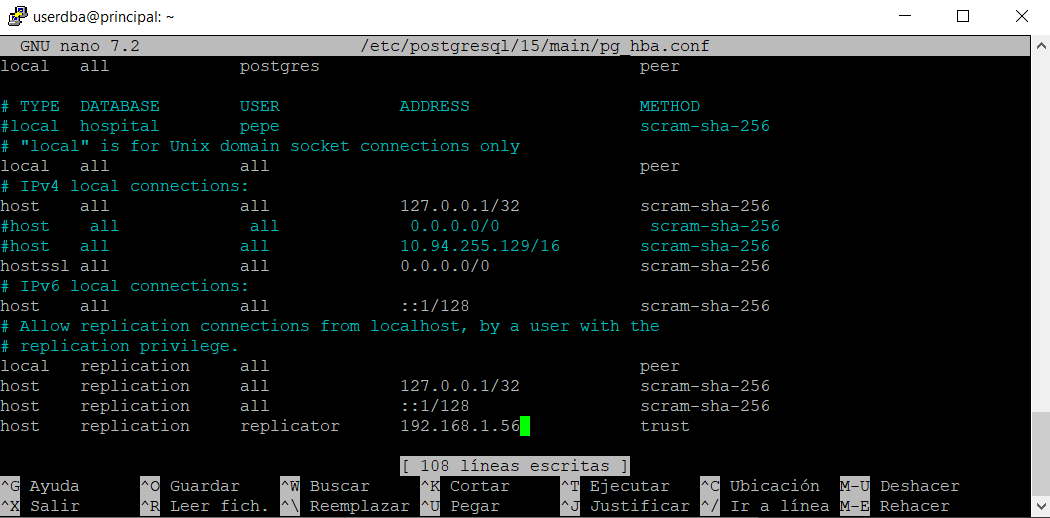 userdba@principal: ~
GNU nano 7.2 /etc/postgresql/15/main/pg_hba.conf
local all postgres peer
# TYPE DATABASE USER ADDRESS METHOD
#local hospital pepe scram-sha-256
# "local" is for Unix domain socket connections only
local all all peer
# IPv4 local connections:
host all all 127.0.0.1/32 scram-sha-256
#host all all 0.0.0.0/0 scram-sha-256
#host all all 10.94.255.129/16 scram-sha-256
hostssl all all 0.0.0.0/0 scram-sha-256
# IPv6 local connections:
host all all ::1/128 scram-sha-256
# Allow replication connections from localhost, by a user with the
# replication privilege.
local replication all peer
host replication all 127.0.0.1/32 scram-sha-256
host replication all ::1/128 scram-sha-256
host replication replicator 192.168.1.56 trust
[ 108 líneas escritas ]
^G Ayuda ^O Guardar ^W Buscar ^K Cortar ^T Ejecutar ^C Ubicación M-U Deshacer
^X Salir ^R Leer fich. ^\ Reemplazar ^U Pegar ^J Justificar ^/ Ir a línea M-E Rehacer